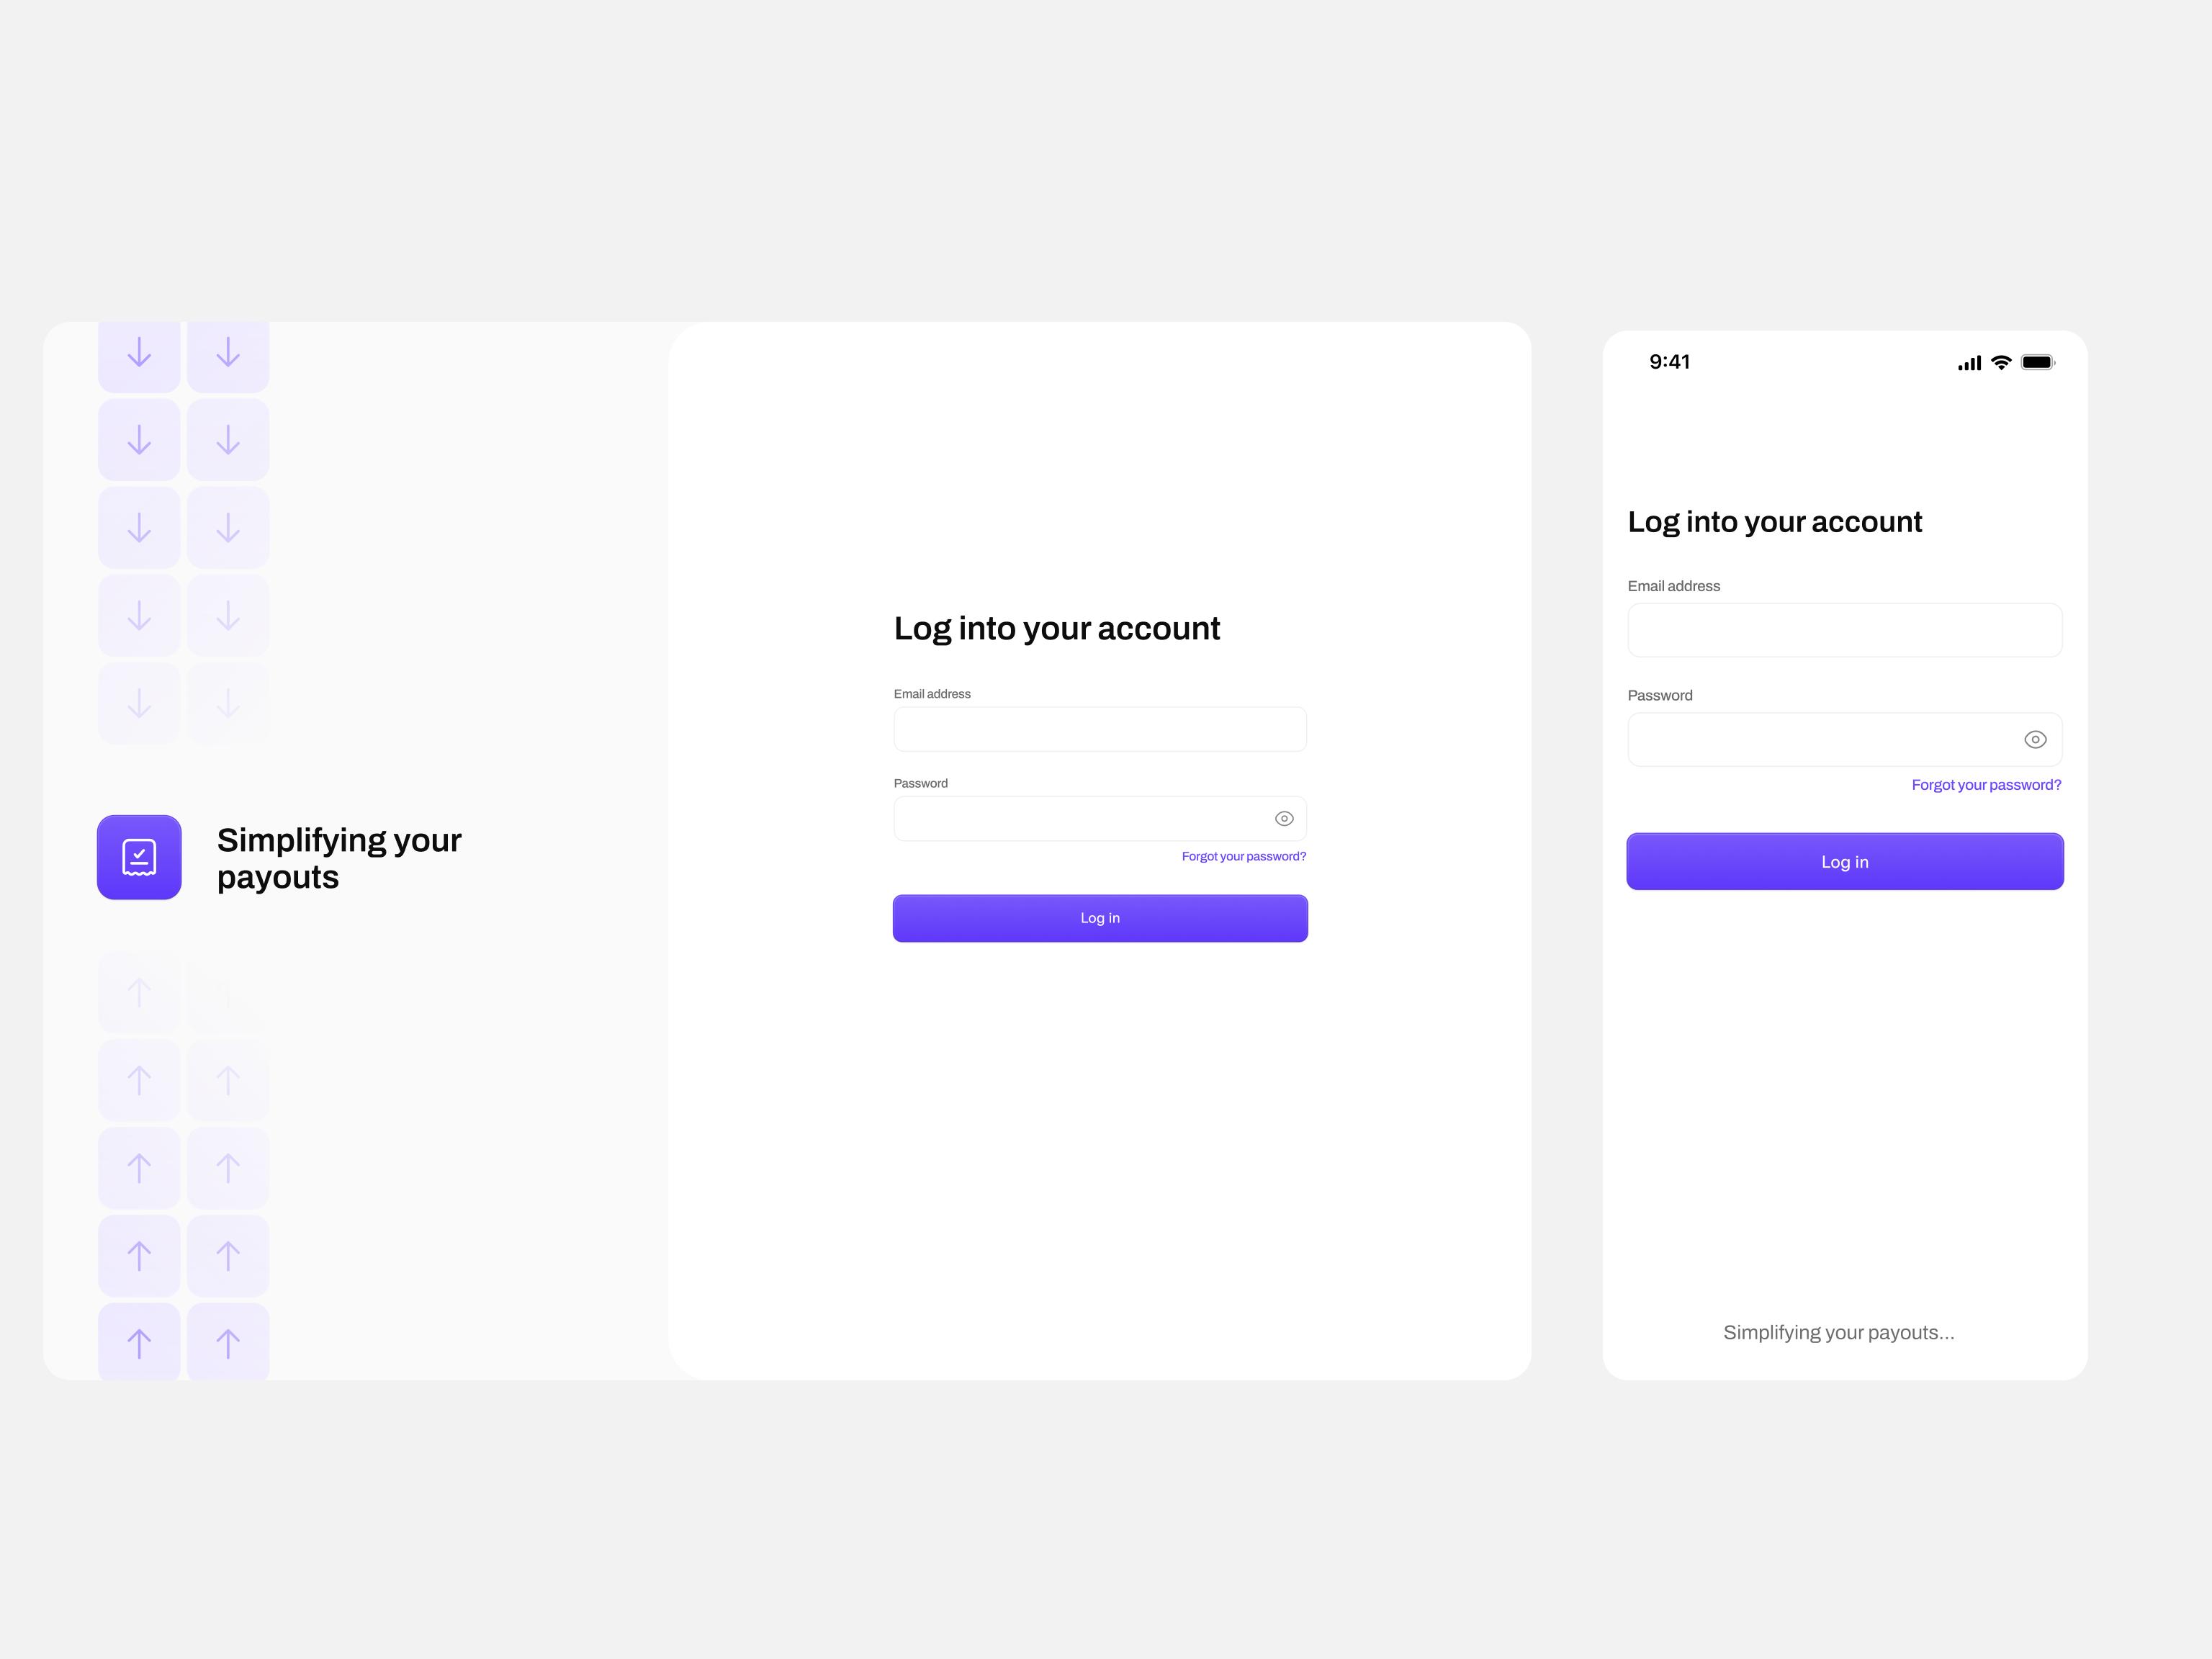 Simplifying your
payouts
Log into your account
Email address
Password
Forgot your password?
Log in
9:41
Log into your account
Email address
Password
Forgot your password?
Log in
Simplifying your payouts...